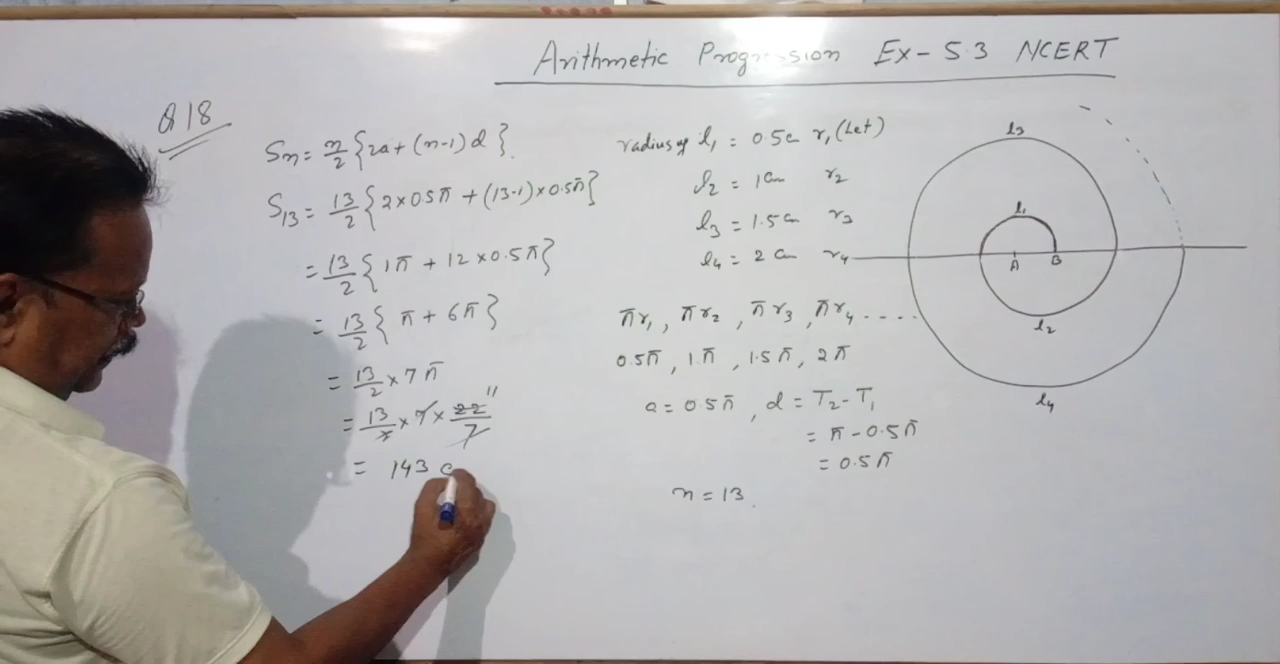 Arithmetic Progression Ex-5.3 NCERT
Q 18
Sn = n/2 {2a + (n-1) d}.
S13 = 13/2 {2×0.5π + (13-1)×0.5π}
= 13/2 {1π + 12×0.5π}
= 13/2 {π + 6π}
= 13/2 × 7π
= 13/2 × 7 × 22/7 11
= 143 c
radius of l1 = 0.5cm r1 (Let)
l2 = 1cm r2
l3 = 1.5cm r3
l4 = 2cm r4
πr1, πr2, πr3, πr4 ....
0.5π, 1.π, 1.5π, 2π
a = 0.5π, d = T2 - T1
= π - 0.5π
= 0.5π
n = 13.
l3
l1
A B
l2
l4